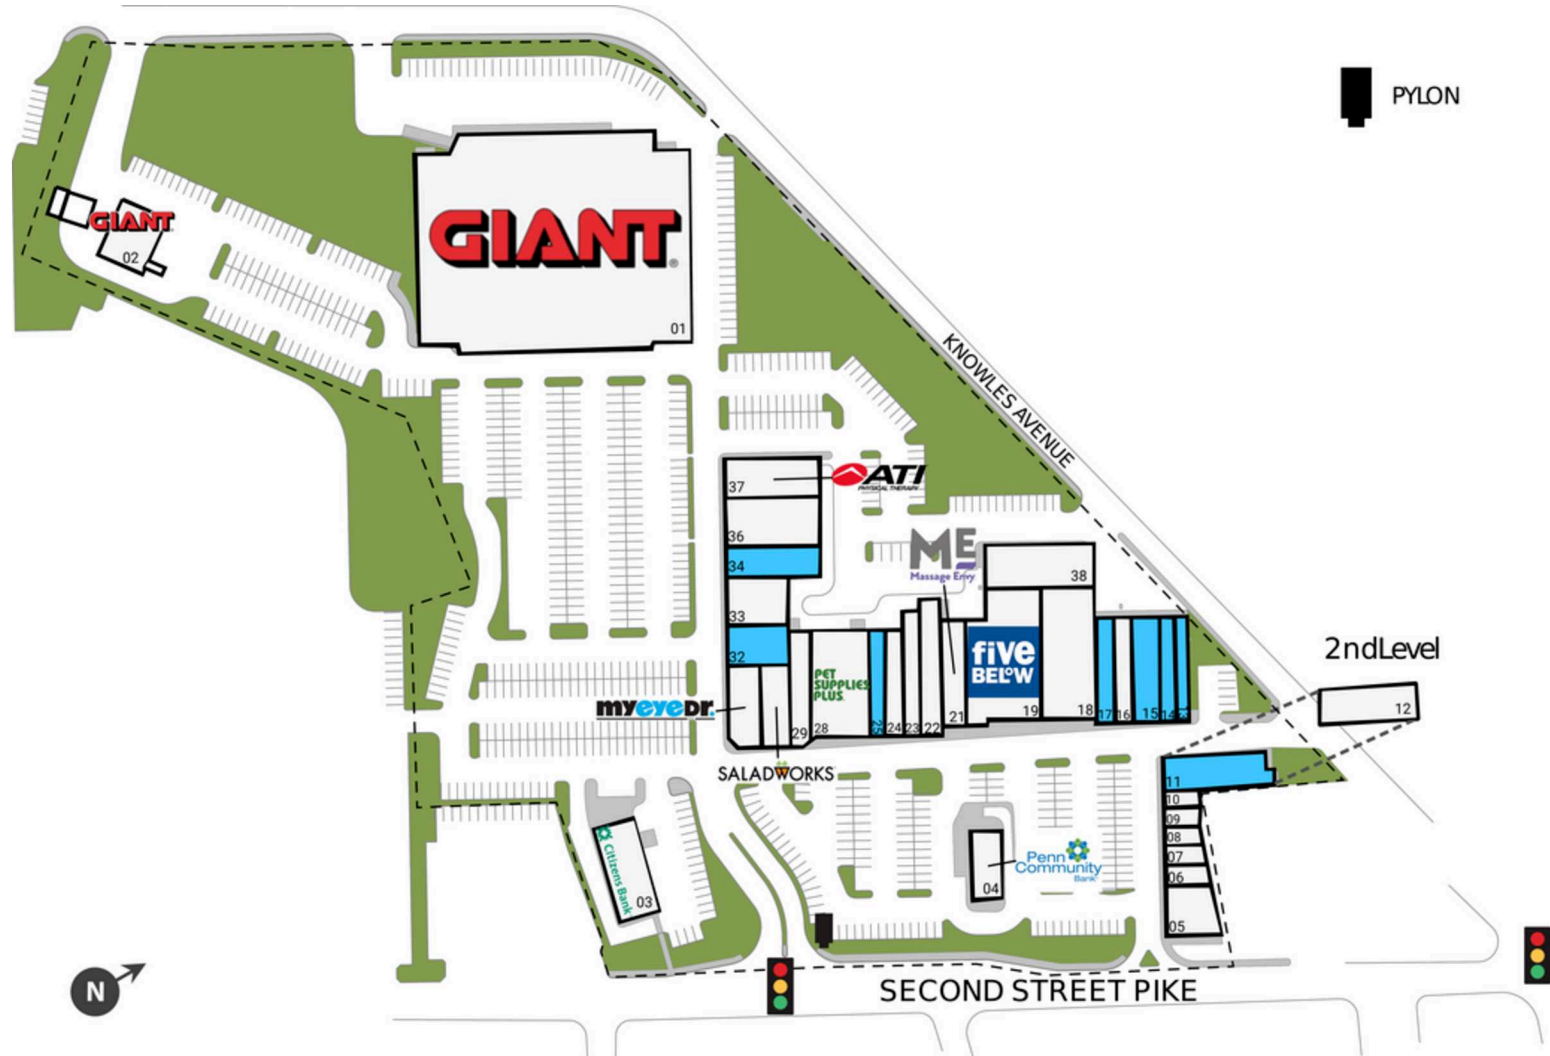 PYLON
GIANT
02
GIANT
®
01
KNOWLES AVENUE
37
ATI
PHYSICAL THERAPY
36
ME
Massage Envy
34
38
33
32
five
BELOW
PET
SUPPLIES
PLUS
2ndLevel
12
myeyeDr.
29
28
25
24
23
22
21
19
18
17
16
15
14
13
SALADWORKS
11
10
09
08
07
06
05
Citizens Bank
03
Penn
Community
Bank
04
N
SECOND STREET PIKE